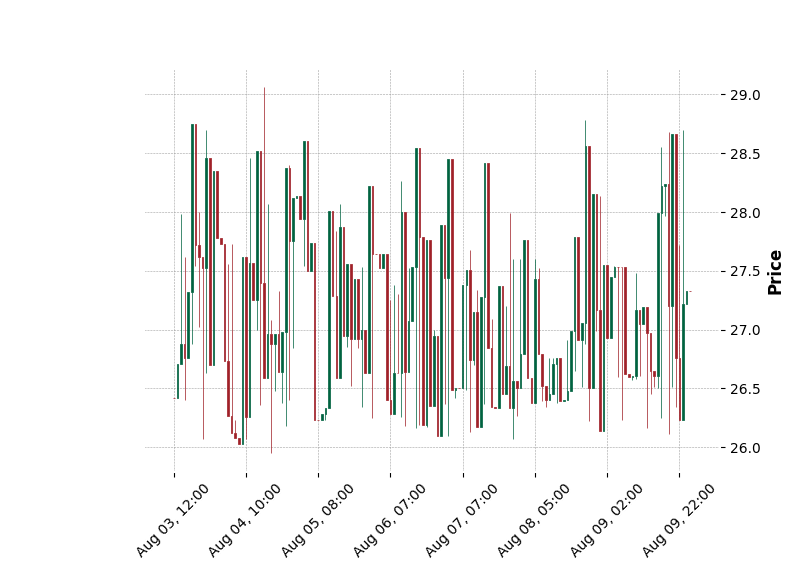 29.0
28.5
28.0
27.5
27.0
26.5
26.0
Price
Aug 03, 12:00
Aug 04, 10:00
Aug 05, 08:00
Aug 06, 07:00
Aug 07, 07:00
Aug 08, 05:00
Aug 09, 02:00
Aug 09, 22:00